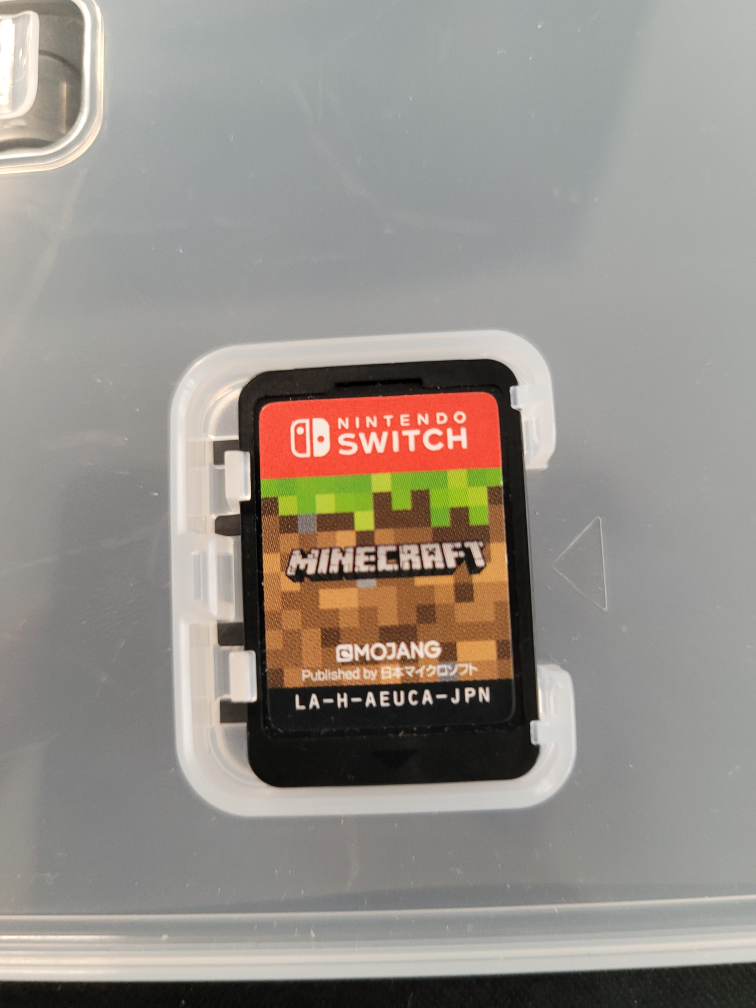 NINTENDO
SWITCH
MINECRAFT
MOJANG
Published by 日本マイクロソフト
LA-H-AEUCA-JPN